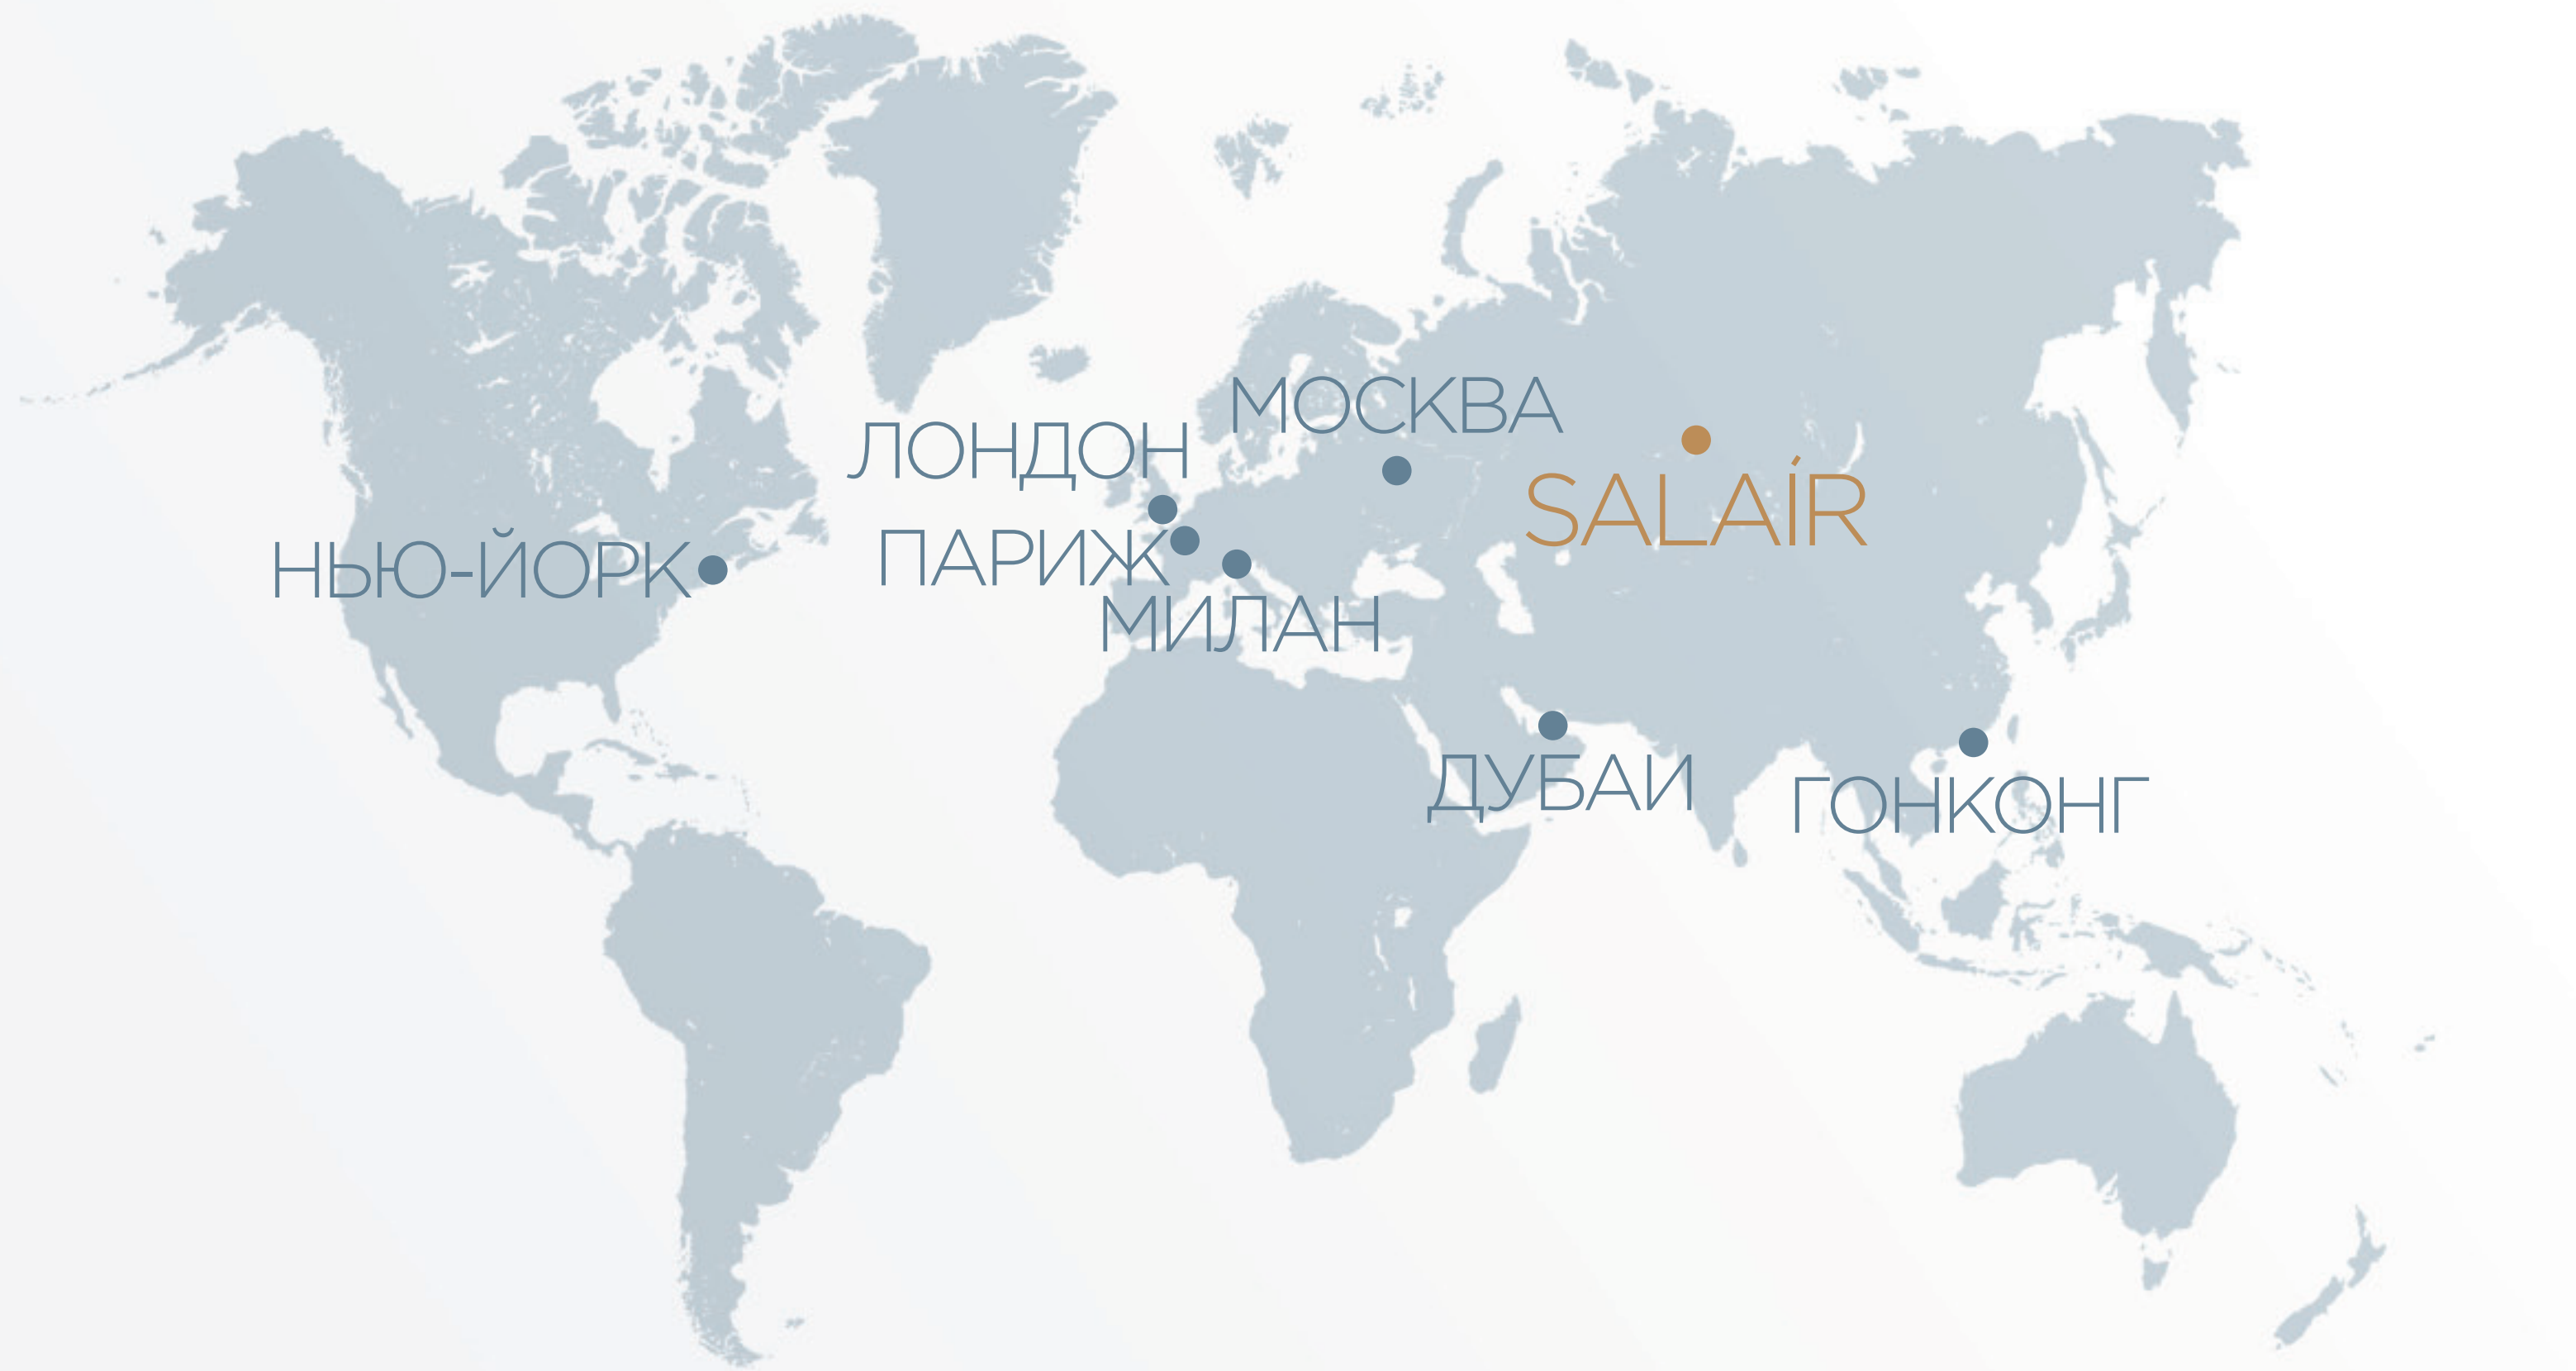 МОСКВА
ЛОНДОН
SALAÍR
НЬЮ-ЙОРК
ПАРИЖ
МИЛАН
ДУБАИ
ГОНКОНГ